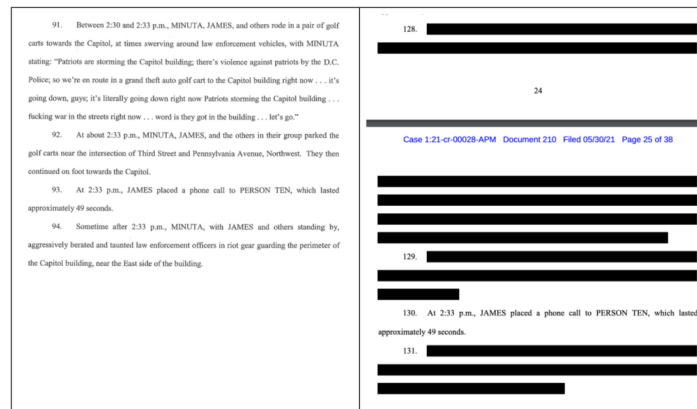 91. Between 2:30 and 2:33 p.m., MINUTA, JAMES, and others rode in a pair of golf
carts towards the Capitol, at times swerving around law enforcement vehicles, with MINUTA
stating: “Patriots are storming the Capitol building; there's violence against patriots by the D.C.
Police; so we're en route in a grand theft auto golf cart to the Capitol building right now . . . it's
going down, guys; it's literally going down right now Patriots storming the Capitol building . . .
fucking war in the streets right now . . . word is they got in the building . . . let's go.”
92. At about 2:33 p.m., MINUTA, JAMES, and the others in their group parked the
golf carts near the intersection of Third Street and Pennsylvania Avenue, Northwest. They then
continued on foot towards the Capitol.
93. At 2:33 p.m., JAMES placed a phone call to PERSON TEN, which lasted
approximately 49 seconds.
94. Sometime after 2:33 p.m., MINUTA, with JAMES and others standing by,
aggressively berated and taunted law enforcement officers in riot gear guarding the perimeter of
the Capitol building, near the East side of the building.
128.
24
Case 1:21-cr-00028-APM Document 210 Filed 05/30/21 Page 25 of 38
129.
130. At 2:33 p.m., JAMES placed a phone call to PERSON TEN, which lasted
approximately 49 seconds.
131.